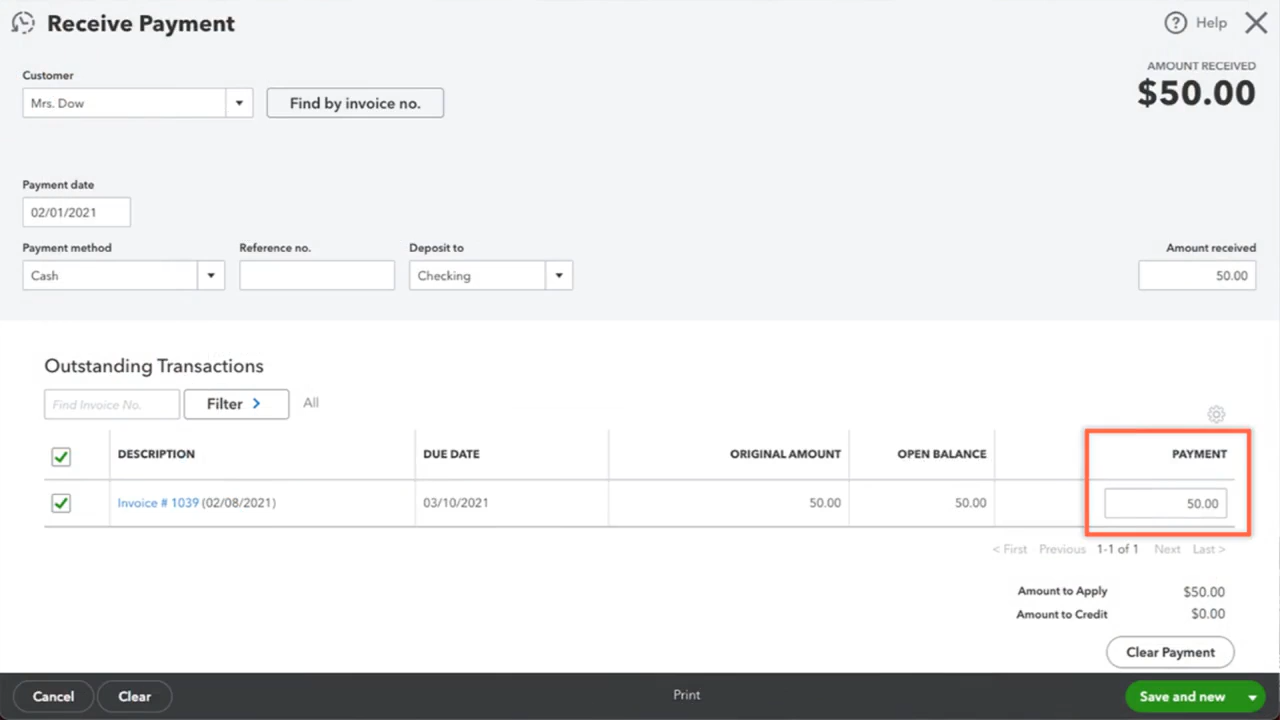 Receive Payment
? Help
Customer
AMOUNT RECEIVED
Mrs. Dow
Find by invoice no.
$50.00
Payment date
02/01/2021
Payment method
Reference no.
Deposit to
Amount received
Cash
Checking
50.00
Outstanding Transactions
Find Invoice No.
Filter >
All
DESCRIPTION
DUE DATE
ORIGINAL AMOUNT
OPEN BALANCE
PAYMENT
Invoice # 1039 (02/08/2021)
03/10/2021
50.00
50.00
50.00
< First Previous 1-1 of 1 Next Last >
Amount to Apply $50.00
Amount to Credit $0.00
Clear Payment
Cancel
Clear
Print
Save and new